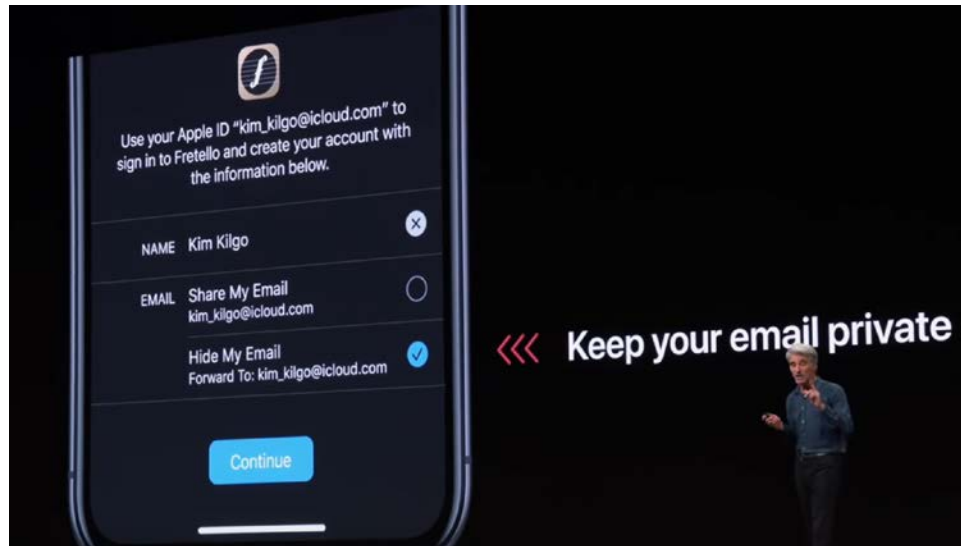 Use your Apple ID “kim_kilgo@icloud.com” to
sign in to Fretello and create your account with
the information below.
NAME Kim Kilgo
EMAIL Share My Email
kim_kilgo@icloud.com
Hide My Email
Forward To: kim_kilgo@icloud.com
Continue
Keep your email private